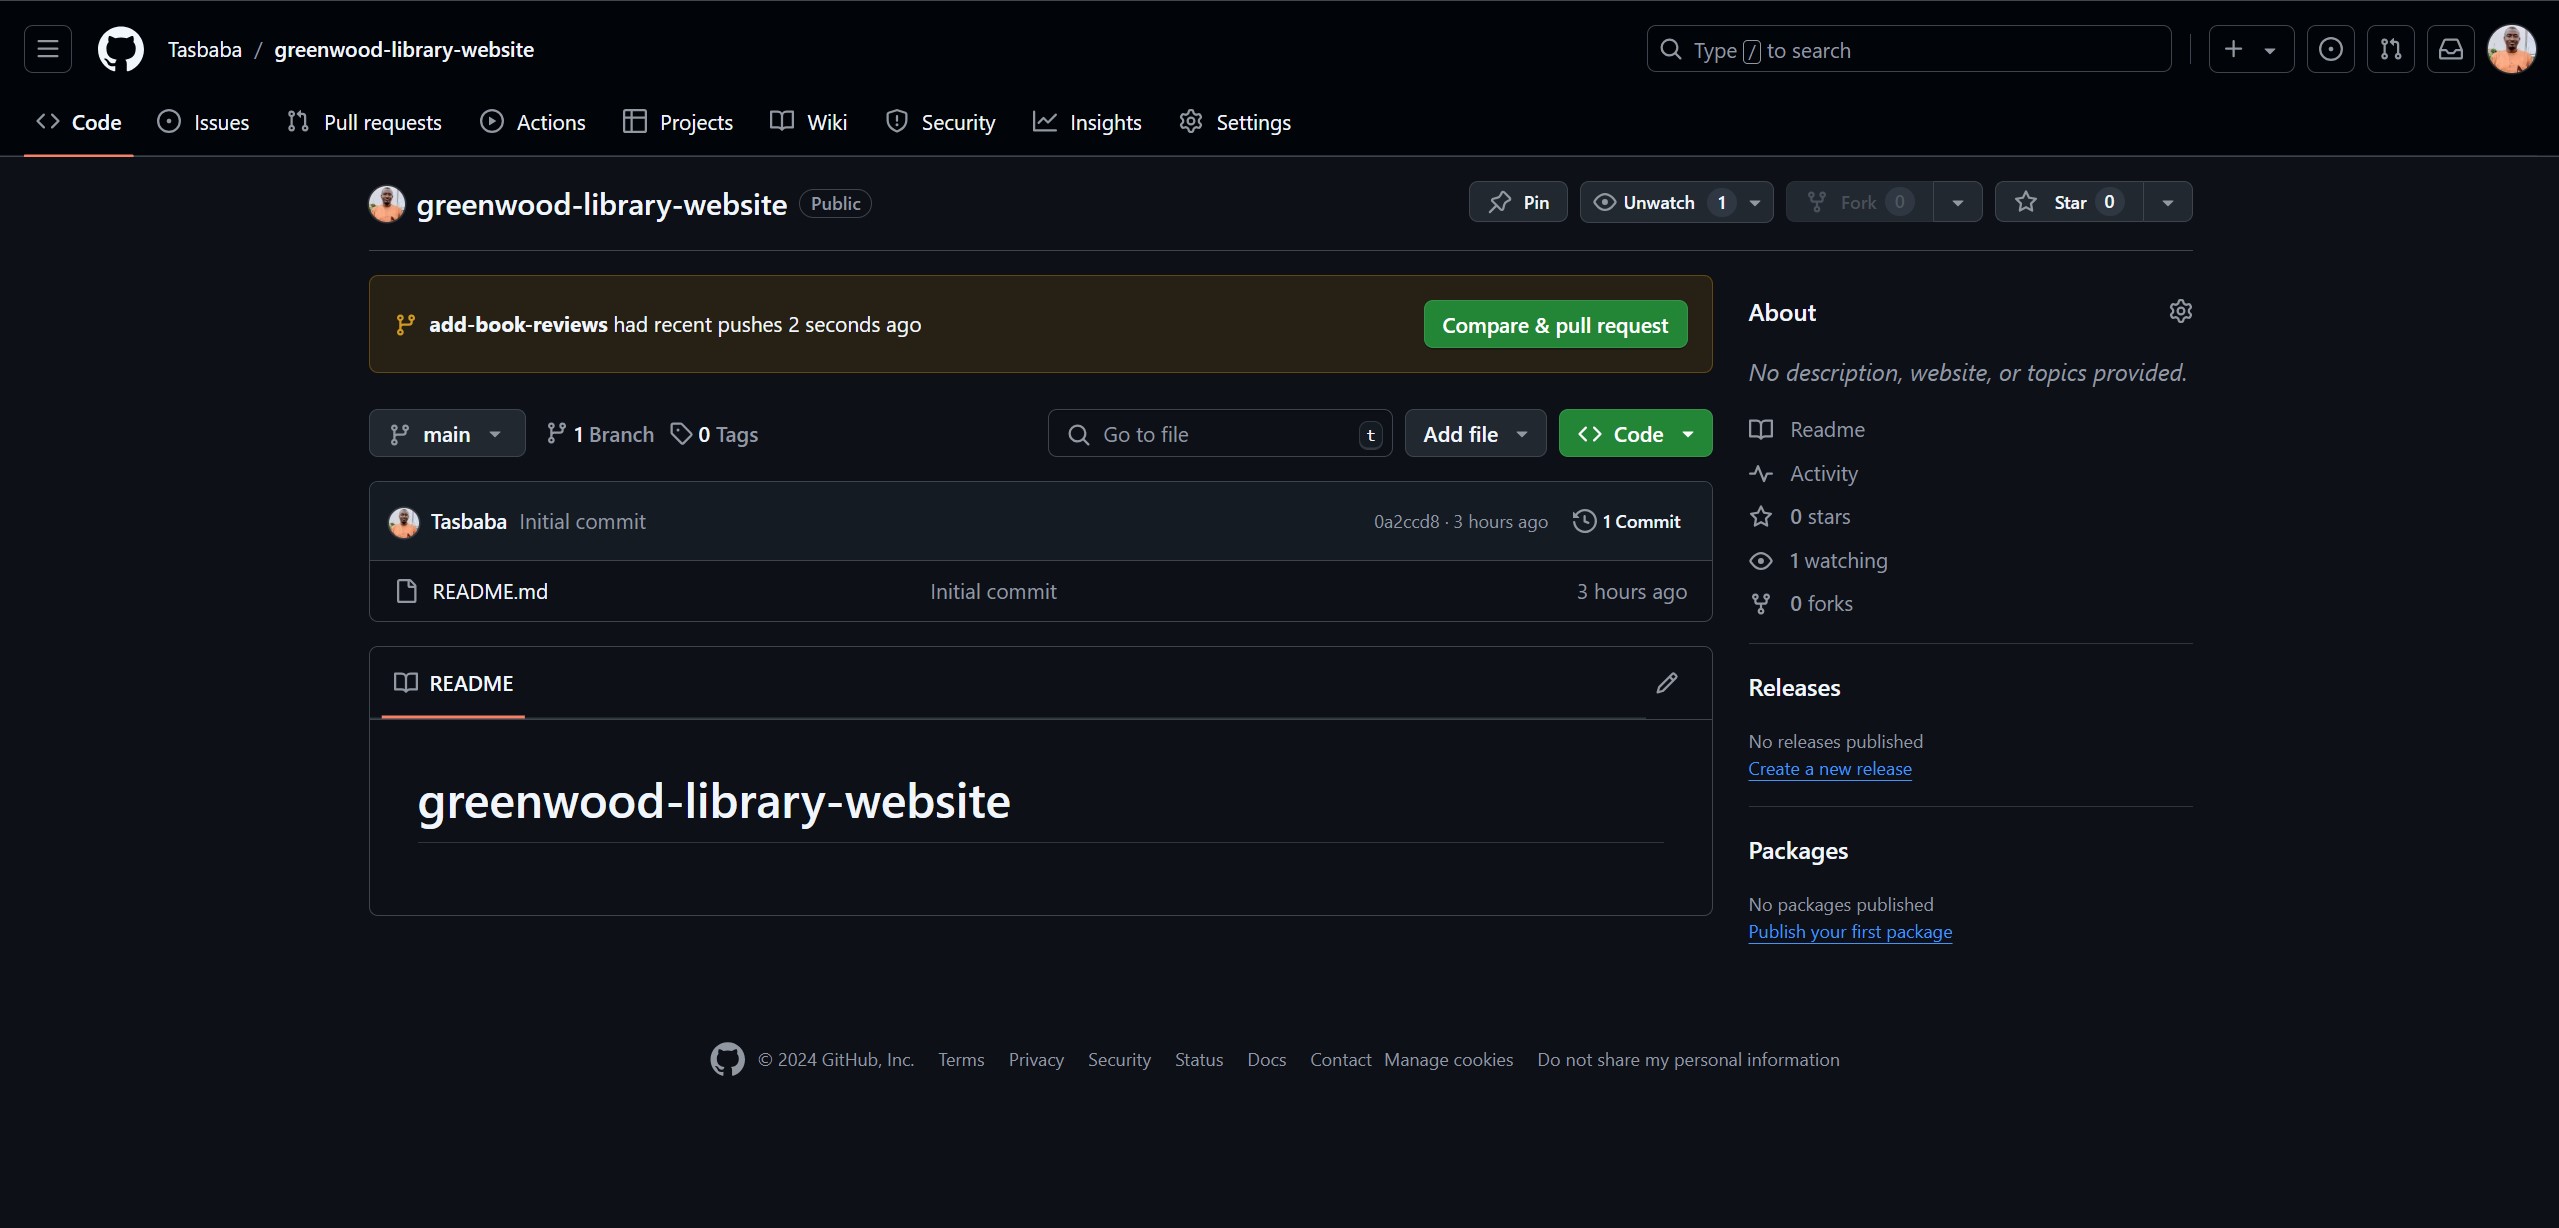 Tasbaba / greenwood-library-website
Type / to search
Code Issues Pull requests Actions Projects Wiki Security Insights Settings
greenwood-library-website Public
Pin Unwatch 1 Fork 0 Star 0
add-book-reviews had recent pushes 2 seconds ago Compare & pull request
main 1 Branch 0 Tags Go to file t Add file Code
Tasbaba Initial commit 0a2ccd8 · 3 hours ago 1 Commit
README.md Initial commit 3 hours ago
README
greenwood-library-website
About
No description, website, or topics provided.
Readme
Activity
0 stars
1 watching
0 forks
Releases
No releases published
Create a new release
Packages
No packages published
Publish your first package
© 2024 GitHub, Inc. Terms Privacy Security Status Docs Contact Manage cookies Do not share my personal information